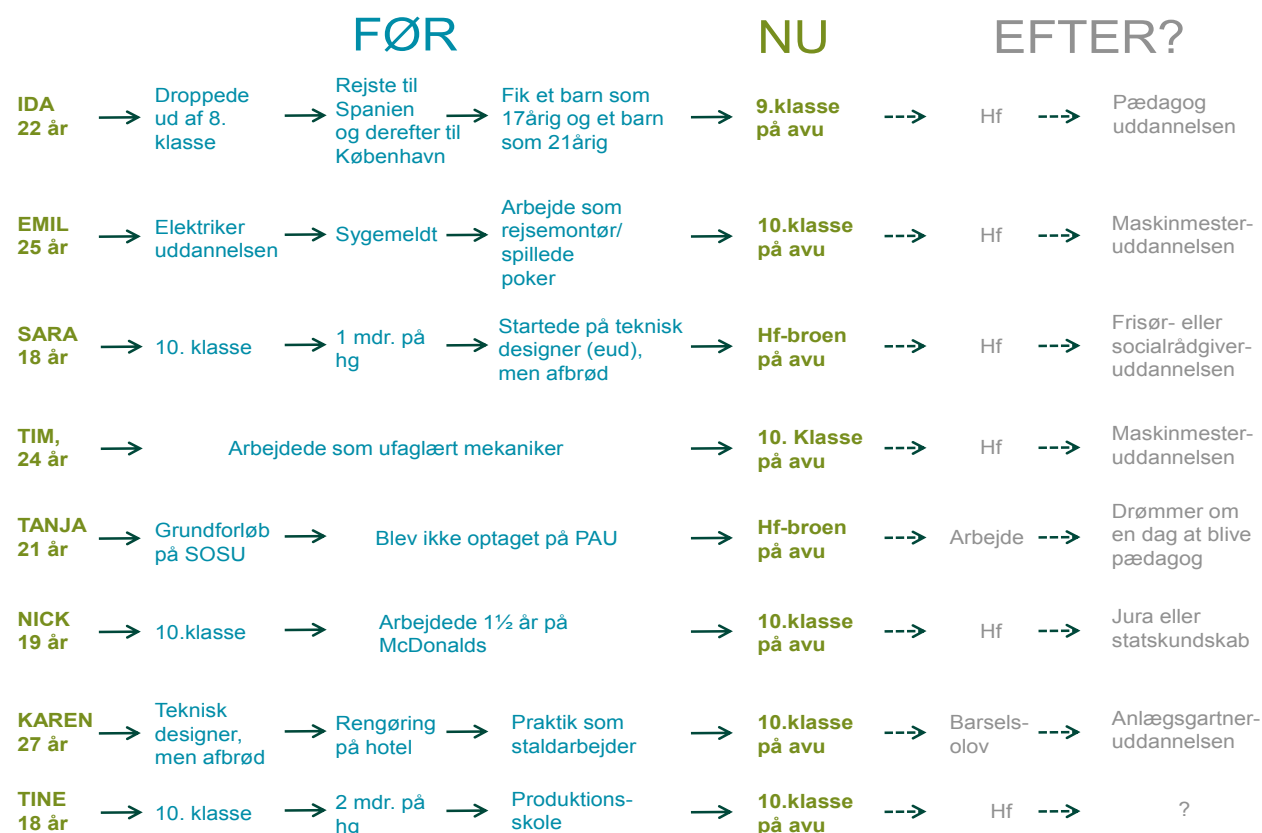 FØR
NU
EFTER?
IDA
22 år
Droppede
ud af 8.
klasse
Rejste til
Spanien
og derefter til
København
Fik et barn som
17årig og et barn
som 21årig
9.klasse
på avu
Hf
Pædagog
uddannelsen
EMIL
25 år
Elektriker
uddannelsen
Sygemeldt
Arbejde som
rejsemontør/
spillede
poker
10.klasse
på avu
Hf
Maskinmester-
uddannelsen
SARA
18 år
10. klasse
1 mdr. på
hg
Startede på teknisk
designer (eud),
men afbrød
Hf-broen
på avu
Hf
Frisør- eller
socialrådgiver-
uddannelsen
TIM,
24 år
Arbejdede som ufaglært mekaniker
10. Klasse
på avu
Hf
Maskinmester-
uddannelsen
TANJA
21 år
Grundforløb
på SOSU
Blev ikke optaget på PAU
Hf-broen
på avu
Arbejde
Drømmer om
en dag at blive
pædagog
NICK
19 år
10.klasse
Arbejdede 1½ år på
McDonalds
10.klasse
på avu
Hf
Jura eller
statskundskab
KAREN
27 år
Teknisk
designer,
men afbrød
Rengøring
på hotel
Praktik som
staldarbejder
10.klasse
på avu
Barsels-
olov
Anlægsgartner-
uddannelsen
TINE
18 år
10. klasse
2 mdr. på
hg
Produktions-
skole
10.klasse
på avu
Hf
?